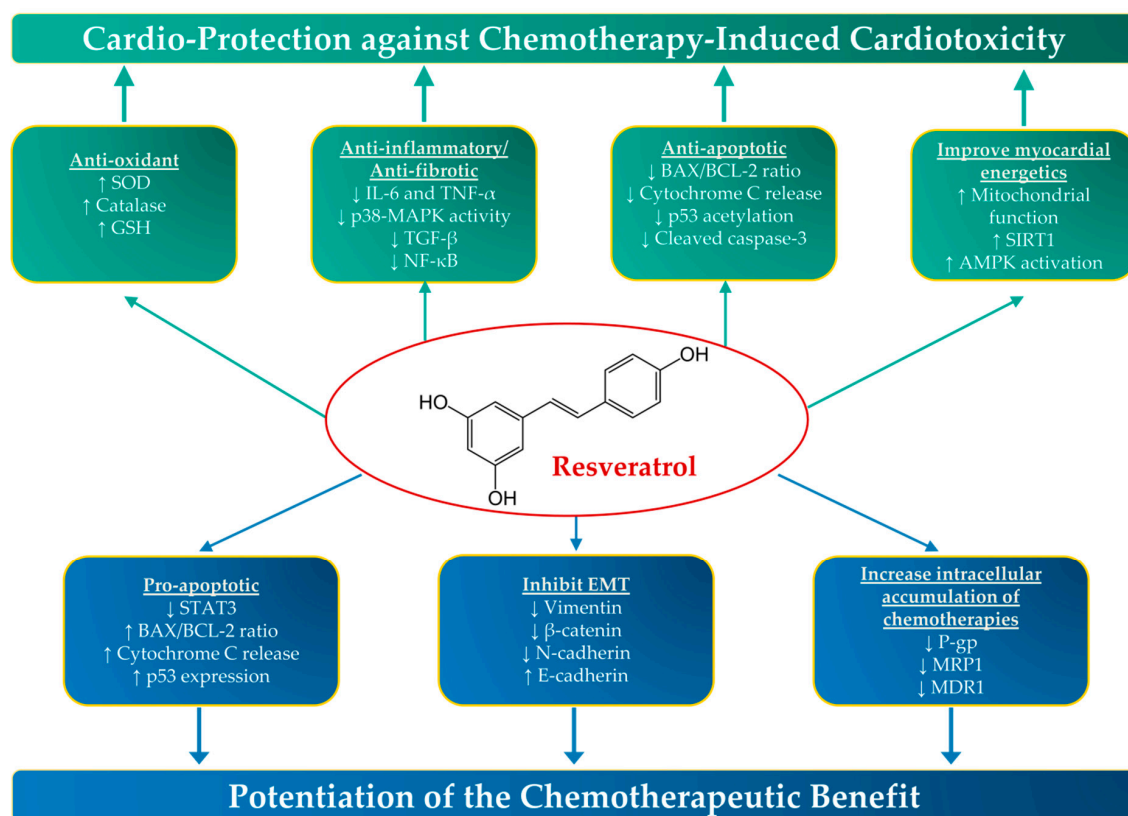 Cardio-Protection against Chemotherapy-Induced Cardiotoxicity
Anti-oxidant
↑ SOD
↑ Catalase
↑ GSH
Anti-inflammatory/
Anti-fibrotic
↓ IL-6 and TNF-α
↓ p38-MAPK activity
↓ TGF-β
↓ NF-κB
Anti-apoptotic
↓ BAX/BCL-2 ratio
↓ Cytochrome C release
↓ p53 acetylation
↓ Cleaved caspase-3
Improve myocardial
energetics
↑ Mitochondrial
function
↑ SIRT1
↑ AMPK activation
OH
HO
OH
Resveratrol
Pro-apoptotic
↓ STAT3
↑ BAX/BCL-2 ratio
↑ Cytochrome C release
↑ p53 expression
Inhibit EMT
↓ Vimentin
↓ β-catenin
↓ N-cadherin
↑ E-cadherin
Increase intracellular
accumulation of
chemotherapies
↓ P-gp
↓ MRP1
↓ MDR1
Potentiation of the Chemotherapeutic Benefit